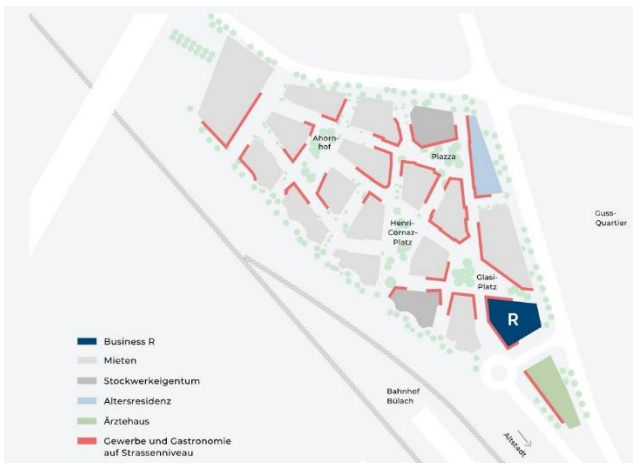 Ahorn-
hof
Piazza
Guss-
Quartier
Henri-
Cornaz-
Platz
Glasi-
Platz
R
Business R
Mieten
Stockwerkeigentum
Altersresidenz
Ärztehaus
Gewerbe und Gastronomie
auf Strassenniveau
Bahnhof
Bülach
Altstadt